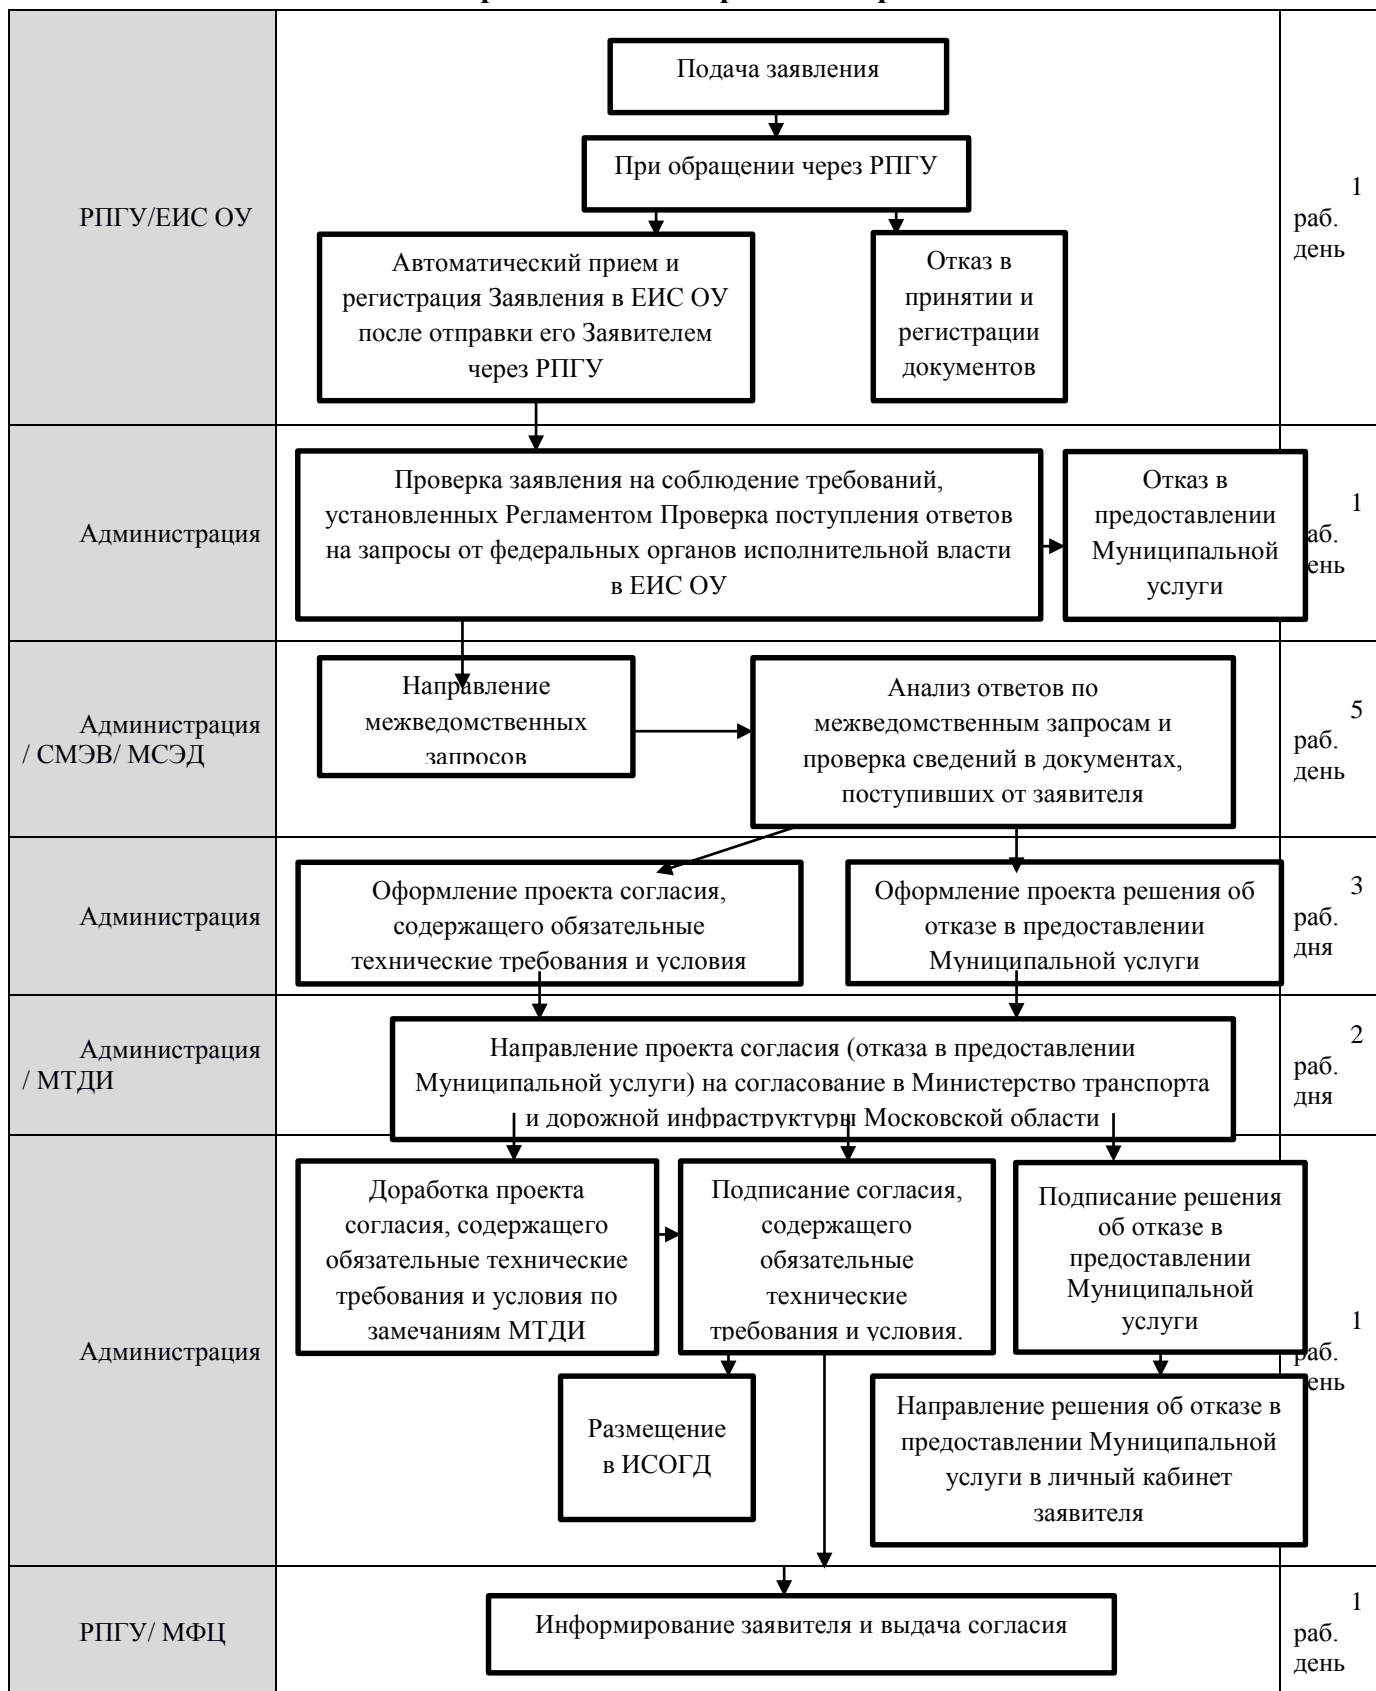 РПГУ/ЕИС ОУ
Подача заявления
При обращении через РПГУ
Автоматический прием и
регистрация Заявления в ЕИС ОУ
после отправки его Заявителем
через РПГУ
Отказ в
принятии и
регистрации
документов
1
раб.
день
Администрация
Проверка заявления на соблюдение требований,
установленных Регламентом Проверка поступления ответов
на запросы от федеральных органов исполнительной власти
в ЕИС ОУ
Отказ в
предоставлении
Муниципальной
услуги
1
аб.
ень
Администрация
/ СМЭВ/ МСЭД
Направление
межведомственных
запросов
Анализ ответов по
межведомственным запросам и
проверка сведений в документах,
поступивших от заявителя
5
раб.
день
Администрация
Оформление проекта согласия,
содержащего обязательные
технические требования и условия
Оформление проекта решения об
отказе в предоставлении
Муниципальной услуги
3
раб.
дня
Администрация
/ МТДИ
Направление проекта согласия (отказа в предоставлении
Муниципальной услуги) на согласование в Министерство транспорта
и дорожной инфраструктуры Московской области
2
раб.
дня
Администрация
Доработка проекта
согласия, содержащего
обязательные технические
требования и условия по
замечаниям МТДИ
Подписание согласия,
содержащего
обязательные
технические
требования и условия.
Подписание решения
об отказе в
предоставлении
Муниципальной
услуги
Размещение
в ИСОГД
Направление решения об отказе в
предоставлении Муниципальной
услуги в личный кабинет
заявителя
1
раб.
ень
РПГУ/ МФЦ
Информирование заявителя и выдача согласия
1
раб.
день